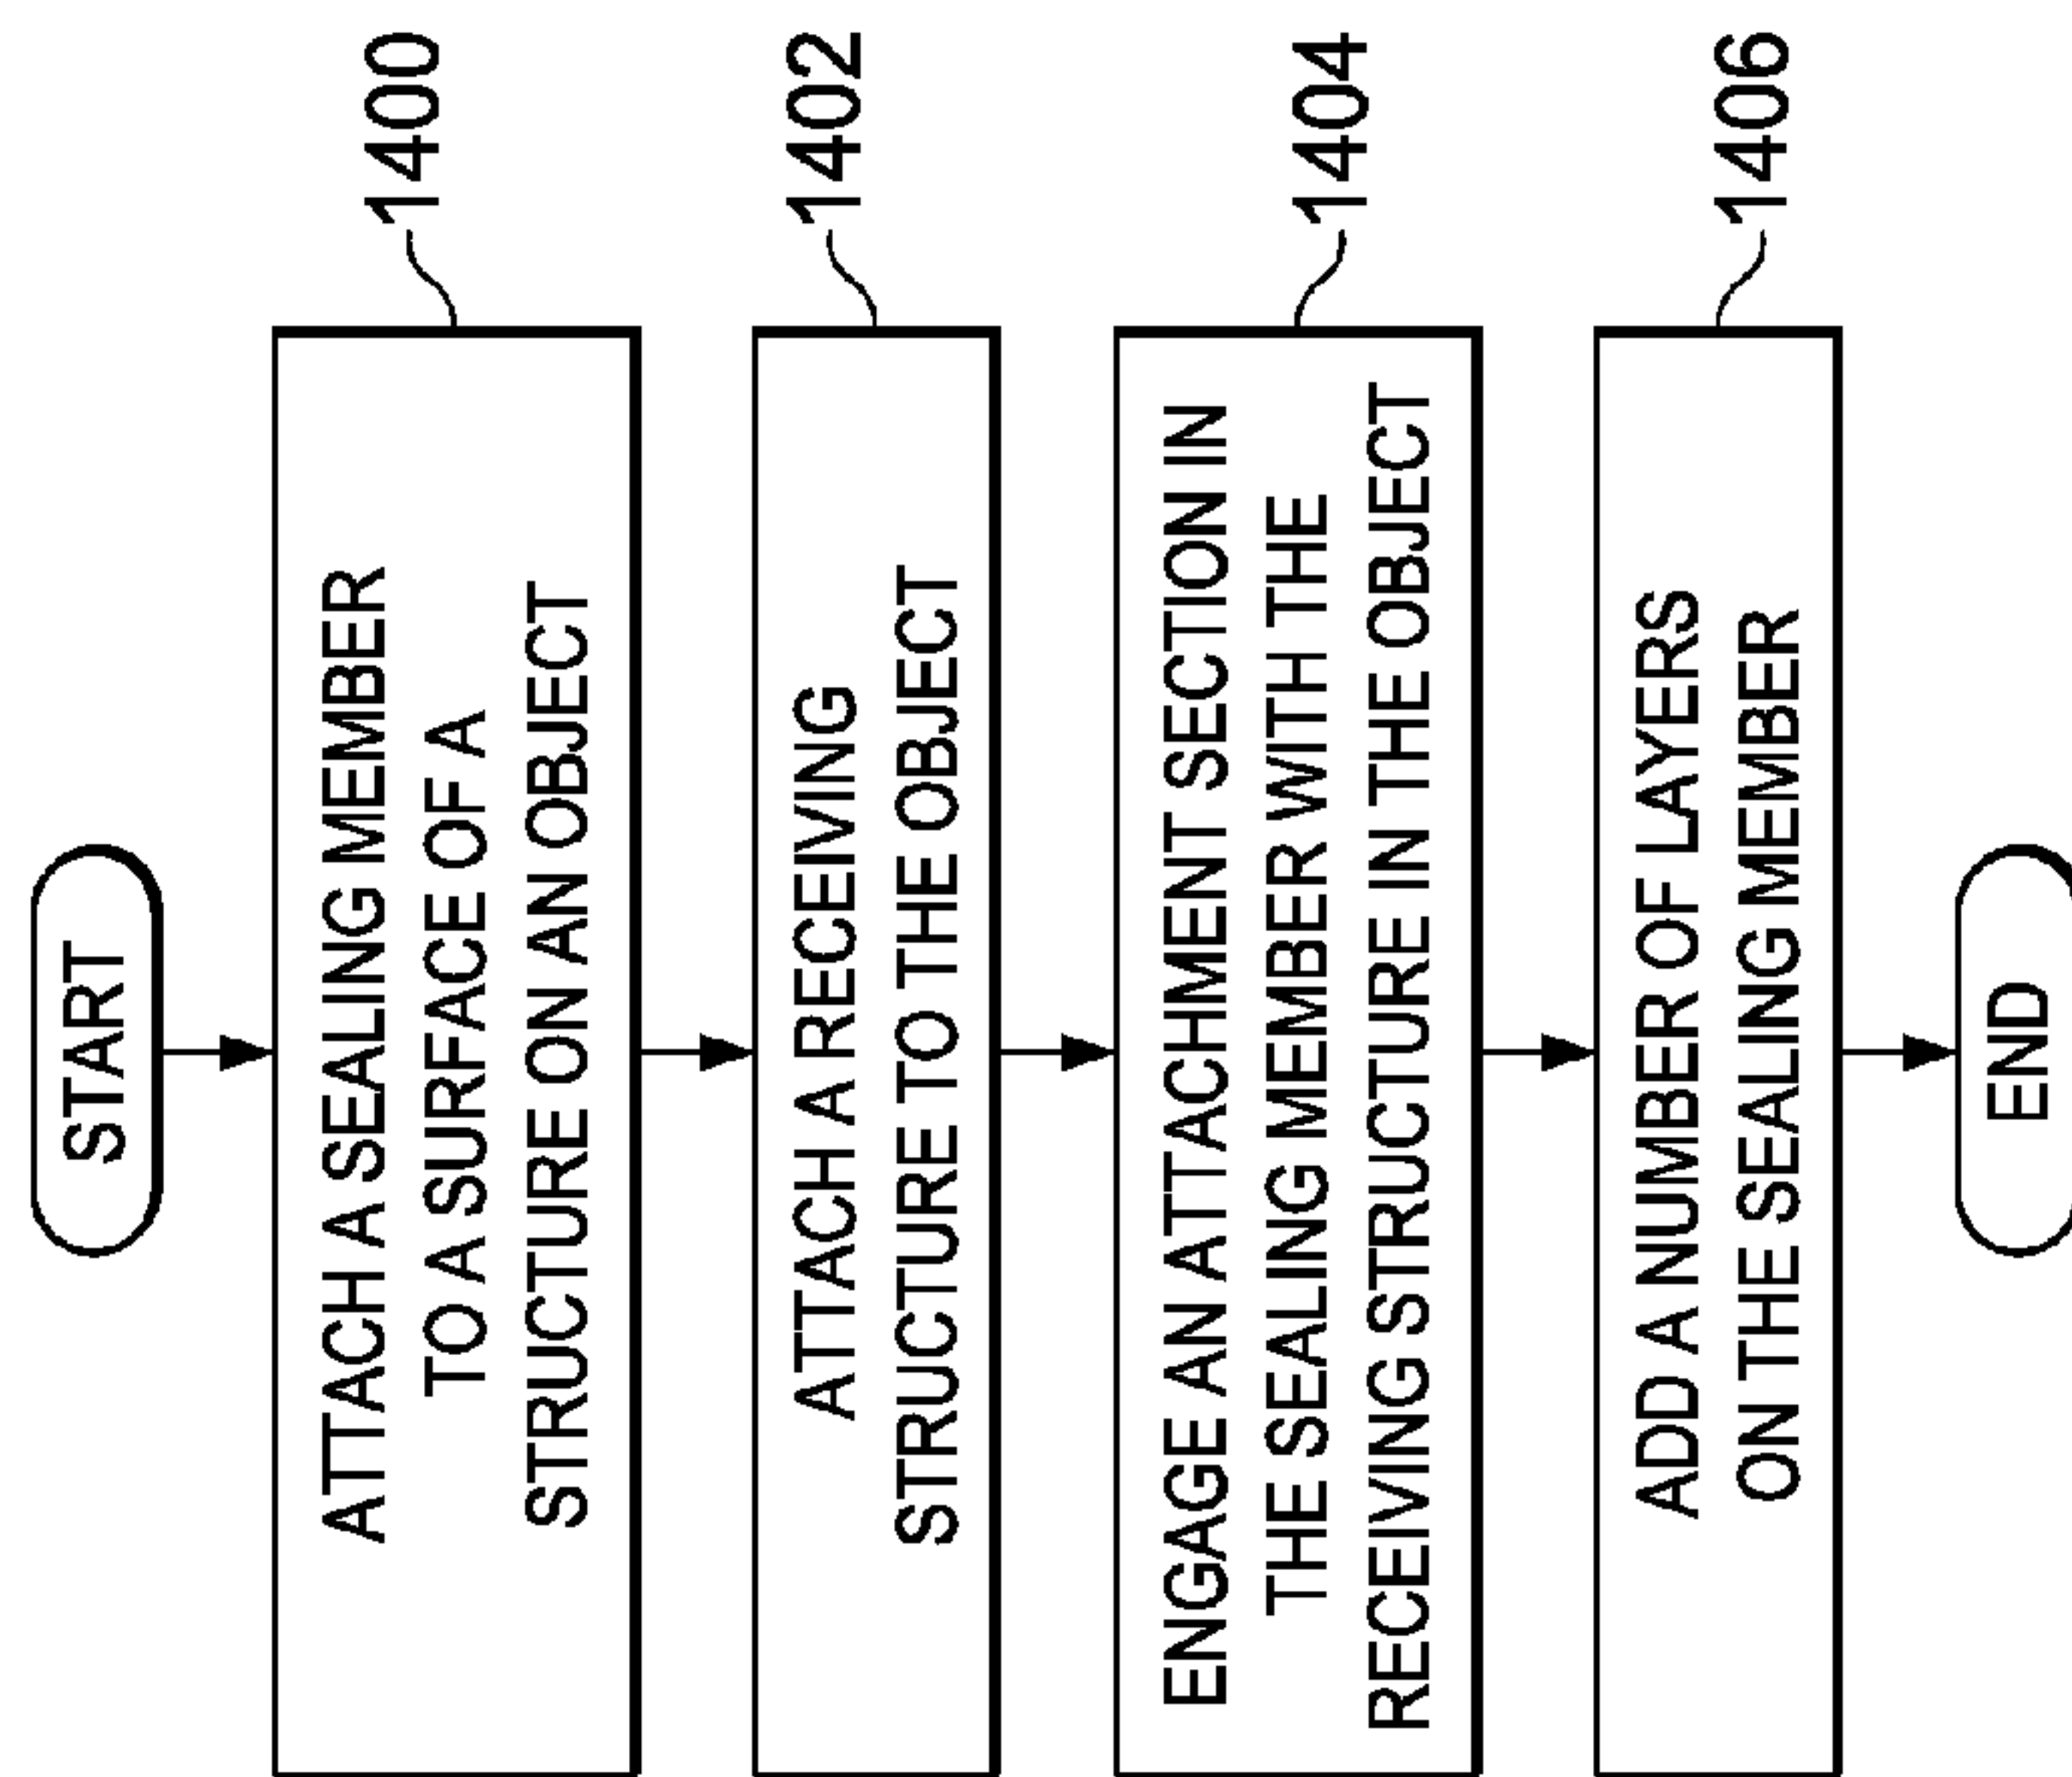 START
1400
ATTACH A SEALING MEMBER
TO A SURFACE OF A
STRUCTURE ON AN OBJECT
1402
ATTACH A RECEIVING
STRUCTURE TO THE OBJECT
1404
ENGAGE AN ATTACHMENT SECTION IN
THE SEALING MEMBER WITH THE
RECEIVING STRUCTURE IN THE OBJECT
1406
ADD A NUMBER OF LAYERS
ON THE SEALING MEMBER
END